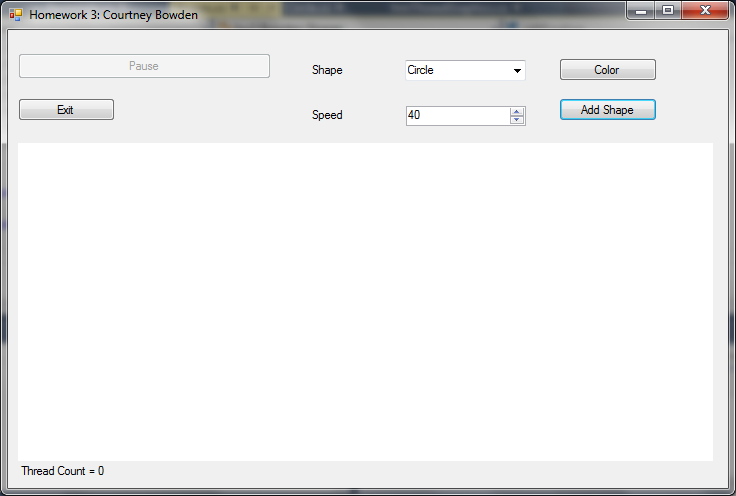 Homework 3: Courtney Bowden
Pause
Shape
Circle
Color
Exit
Speed
40
Add Shape
Thread Count = 0